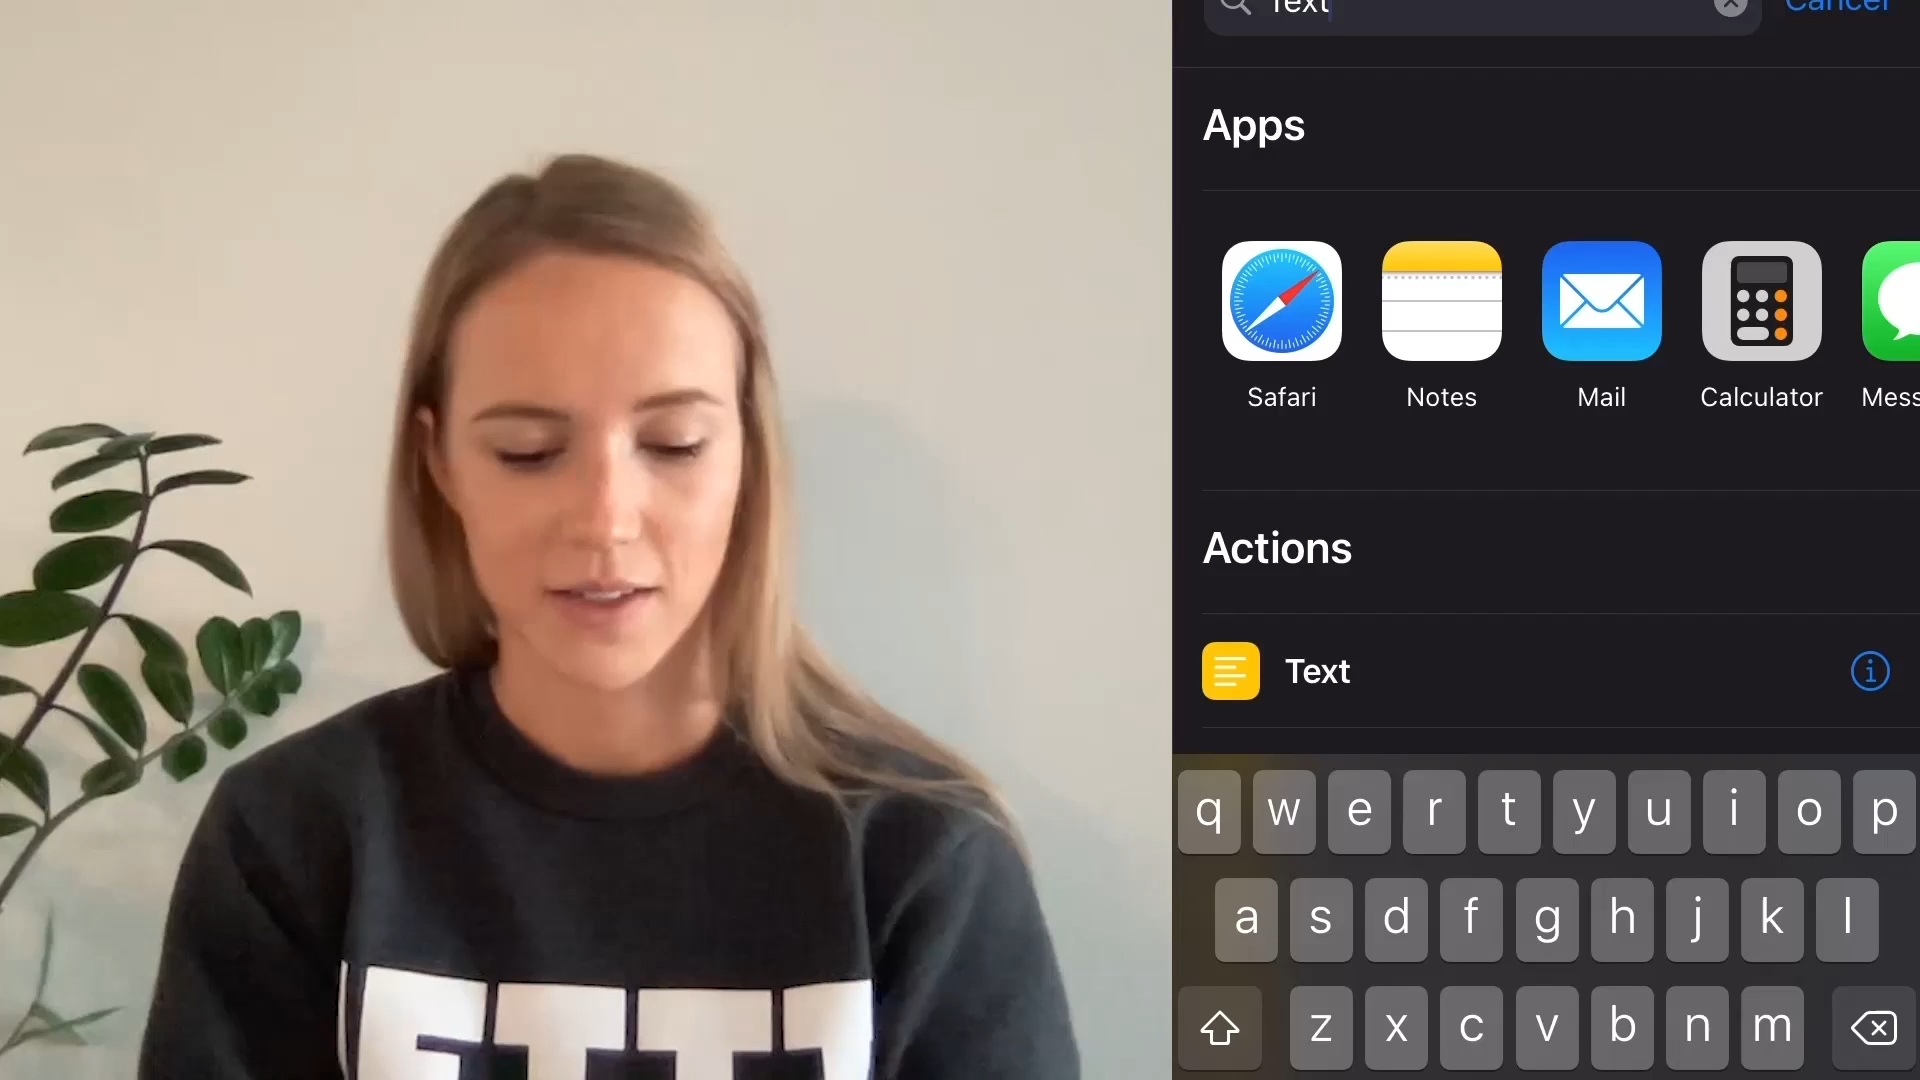 Text
Cancel
Apps
Safari
Notes
Mail
Calculator
Mess
Actions
Text
q w e r t y u i o p
a s d f g h j k l
z x c v b n m